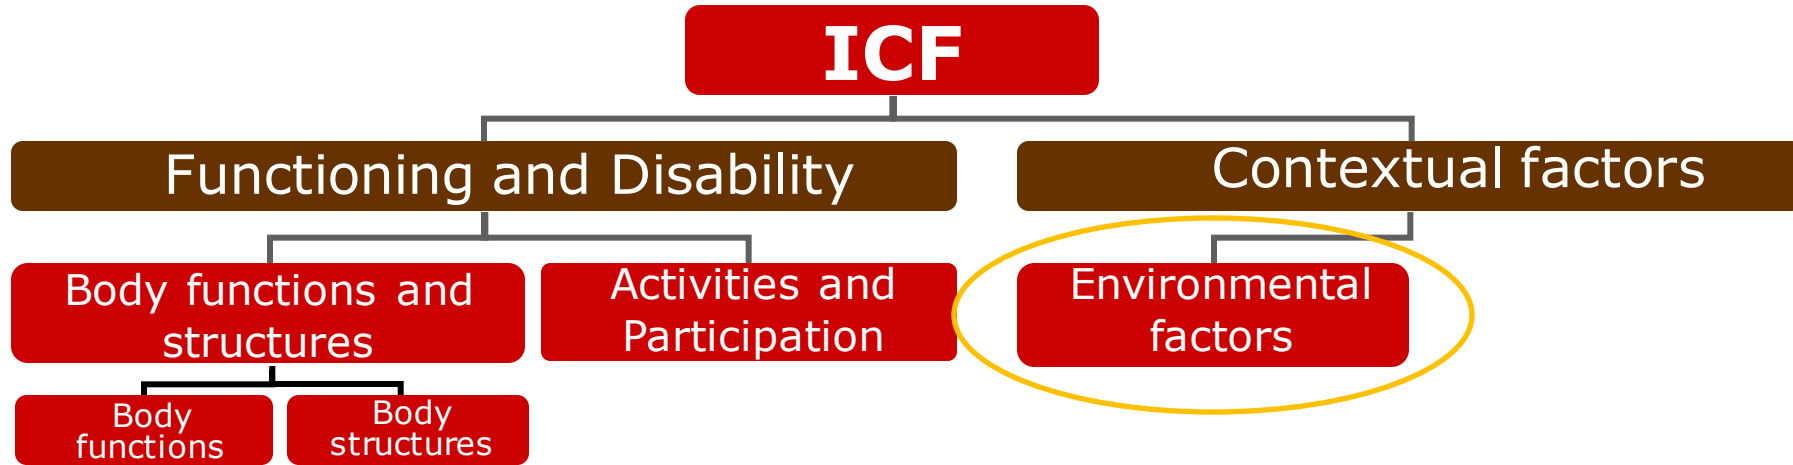 ICF
Functioning and Disability
Contextual factors
Body functions and
structures
Activities and
Participation
Environmental
factors
Body
functions
Body
structures